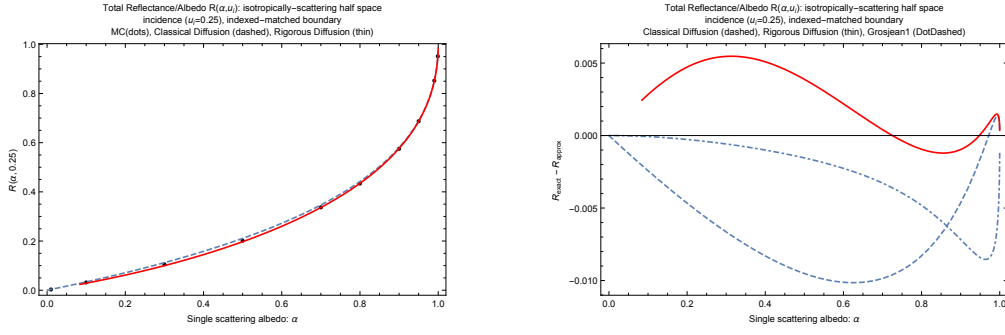 Total Reflectance/Albedo R(α,uᵢ): isotropically-scattering half space
incidence (uᵢ=0.25), indexed-matched boundary
MC(dots), Classical Diffusion (dashed), Rigorous Diffusion (thin)
1.0
0.8
0.6
0.4
0.2
0.0
R(α,0.25)
0.0 0.2 0.4 0.6 0.8 1.0
Single scattering albedo: α
Total Reflectance/Albedo R(α,uᵢ): isotropically-scattering half space
incidence (uᵢ=0.25), indexed-matched boundary
Classical Diffusion (dashed), Rigorous Diffusion (thin), Grosjean1 (DotDashed)
0.005
0.000
-0.005
-0.010
R_exact - R_approx
0.0 0.2 0.4 0.6 0.8 1.0
Single scattering albedo: α